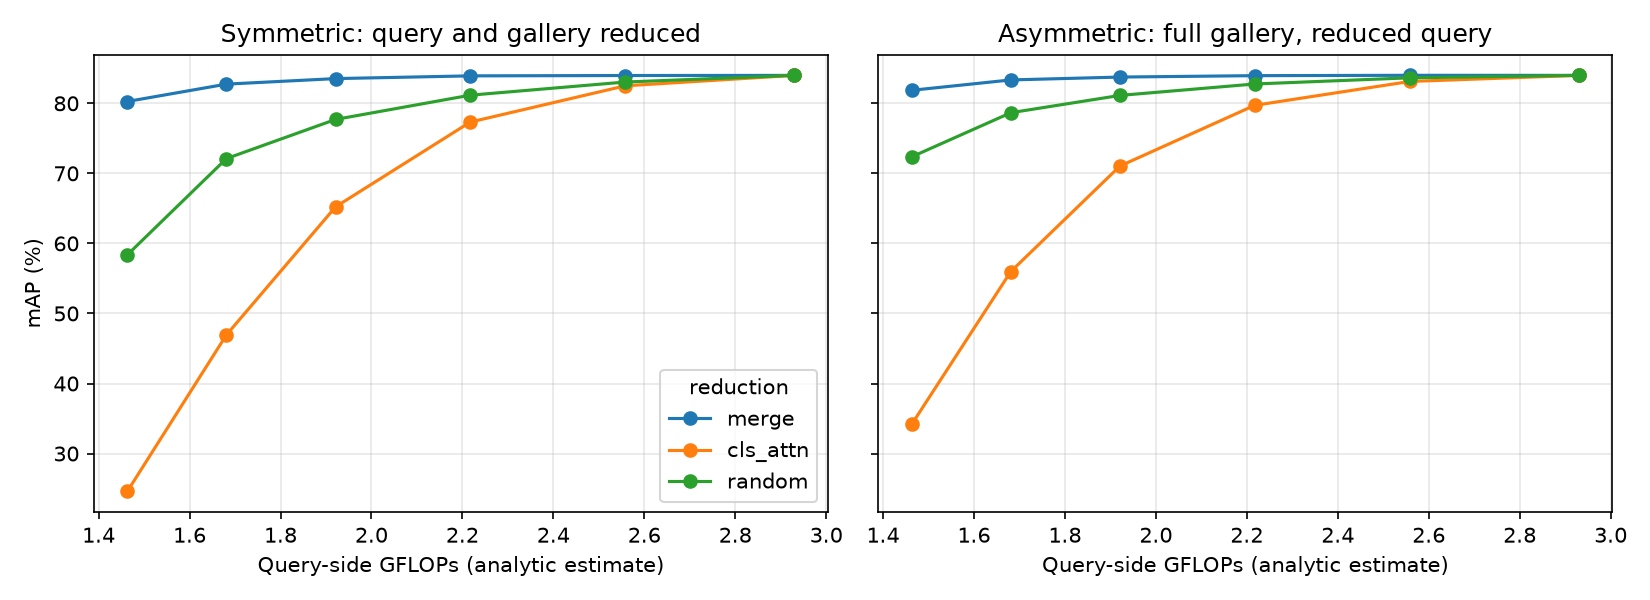 Symmetric: query and gallery reduced
mAP (%)
80
70
60
50
40
30
1.4 1.6 1.8 2.0 2.2 2.4 2.6 2.8 3.0
Query-side GFLOPs (analytic estimate)
reduction
merge
cls_attn
random
Asymmetric: full gallery, reduced query
1.4 1.6 1.8 2.0 2.2 2.4 2.6 2.8 3.0
Query-side GFLOPs (analytic estimate)